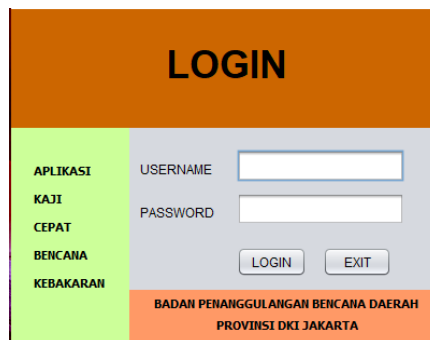 LOGIN
APLIKASI
KAJI
CEPAT
BENCANA
KEBAKARAN
USERNAME
PASSWORD
LOGIN EXIT
BADAN PENANGGULANGAN BENCANA DAERAH
PROVINSI DKI JAKARTA